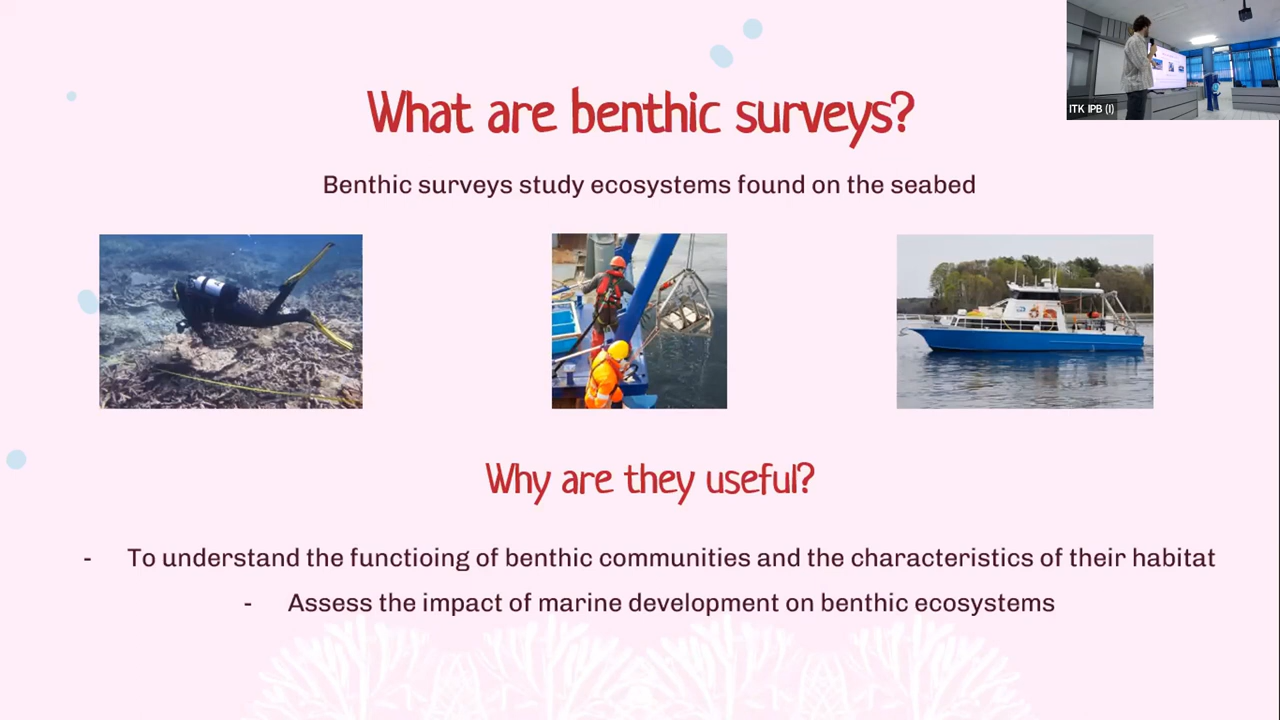 What are benthic surveys?
ITK IPB (I)
Benthic surveys study ecosystems found on the seabed
Why are they useful?
- To understand the functioing of benthic communities and the characteristics of their habitat
- Assess the impact of marine development on benthic ecosystems